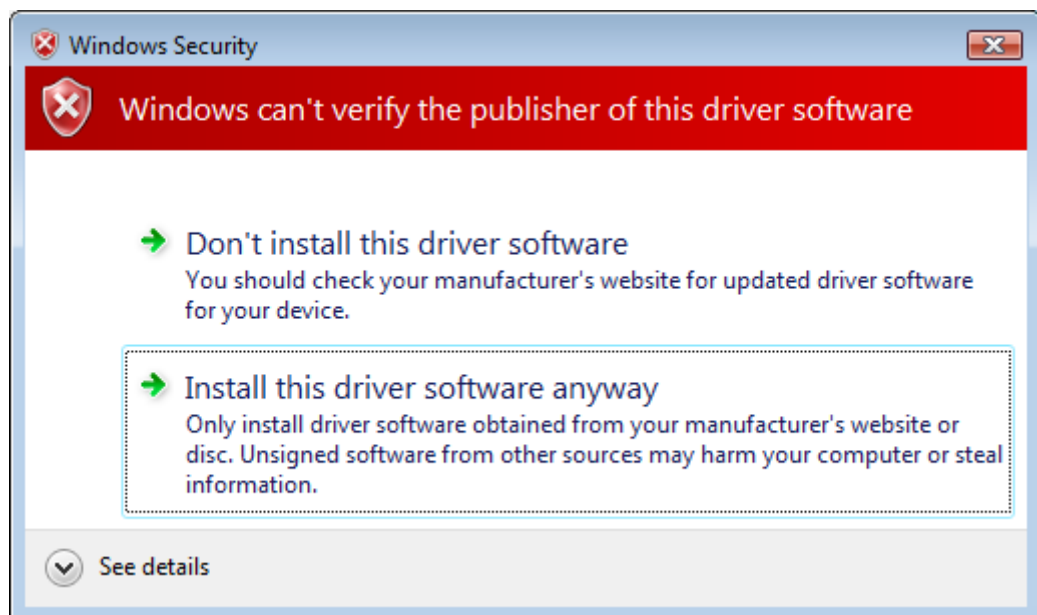 Windows Security
Windows can't verify the publisher of this driver software
Don't install this driver software
You should check your manufacturer's website for updated driver software
for your device.
Install this driver software anyway
Only install driver software obtained from your manufacturer's website or
disc. Unsigned software from other sources may harm your computer or steal
information.
See details